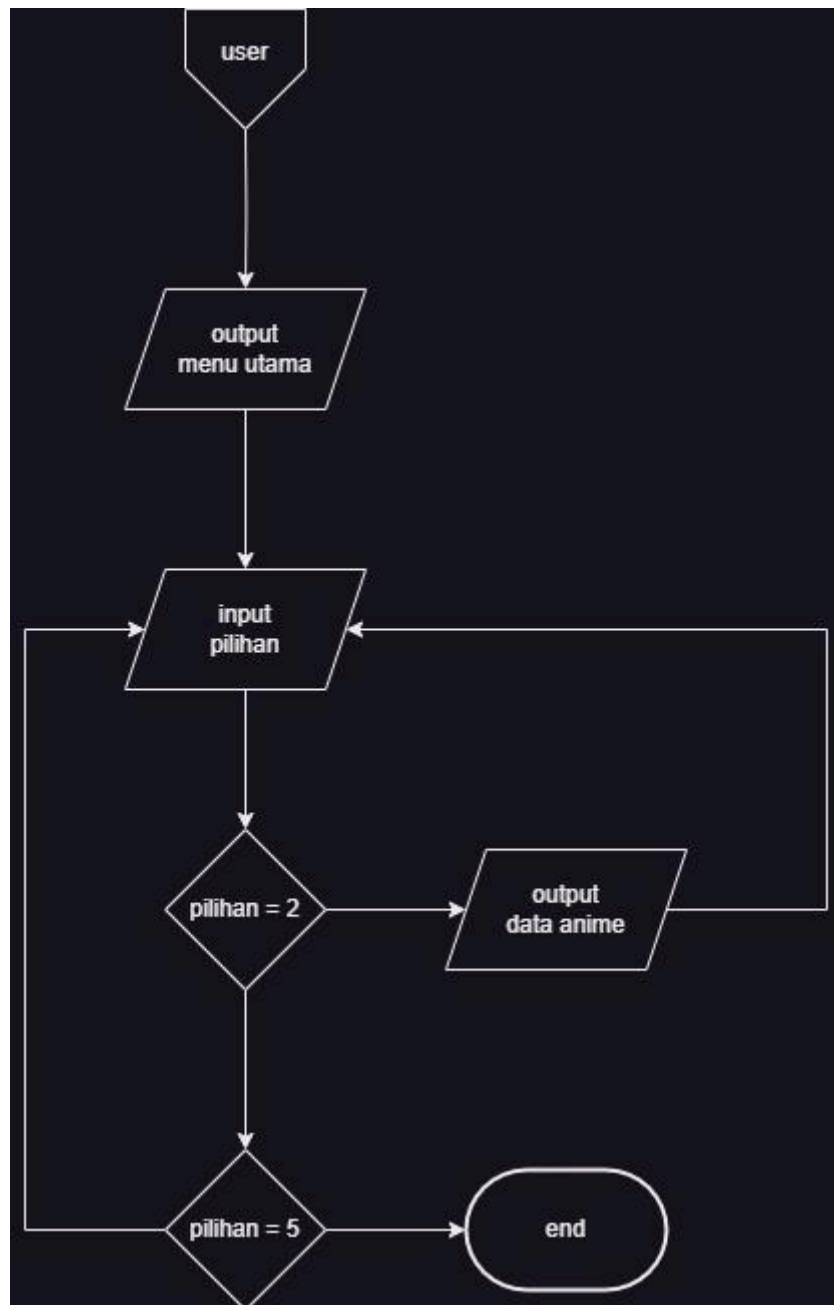 user
output
menu utama
input
pilihan
pilihan = 2
output
data anime
pilihan = 5
end